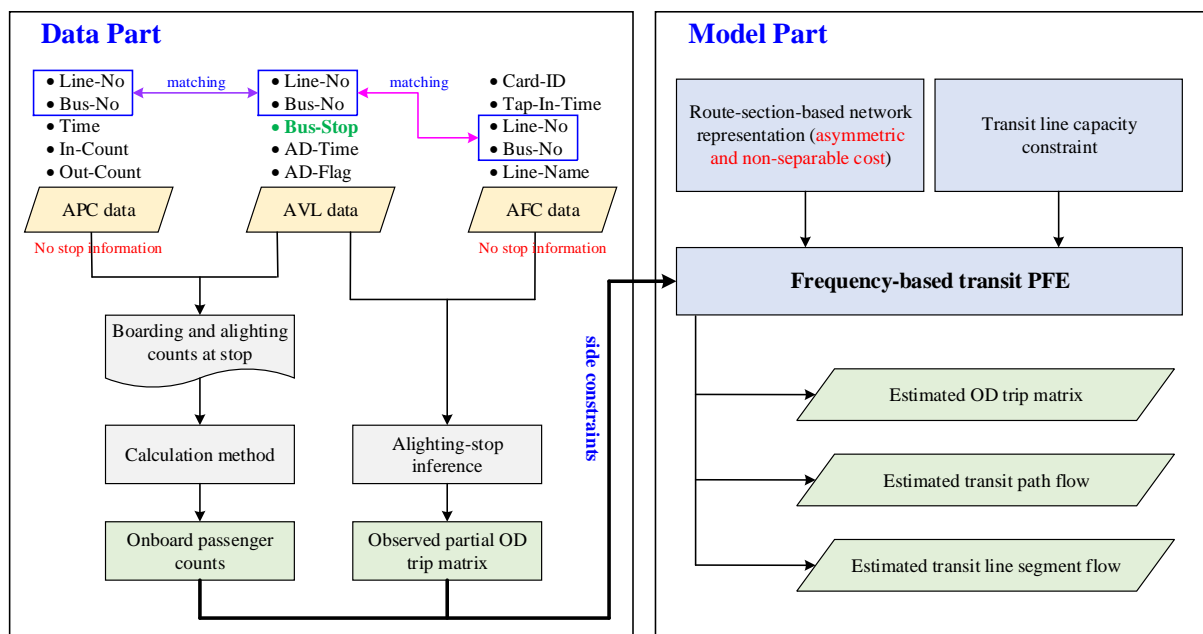 Data Part
• Line-No
• Bus-No
• Time
• In-Count
• Out-Count
matching
• Line-No
• Bus-No
• Bus-Stop
• AD-Time
• AD-Flag
matching
• Card-ID
• Tap-In-Time
• Line-No
• Bus-No
• Line-Name
APC data
AVL data
AFC data
No stop information
No stop information
Boarding and alighting
counts at stop
Calculation method
Alighting-stop
inference
Onboard passenger
counts
Observed partial OD
trip matrix
side constraints
Model Part
Route-section-based network
representation (asymmetric
and non-separable cost)
Transit line capacity
constraint
Frequency-based transit PFE
Estimated OD trip matrix
Estimated transit path flow
Estimated transit line segment flow